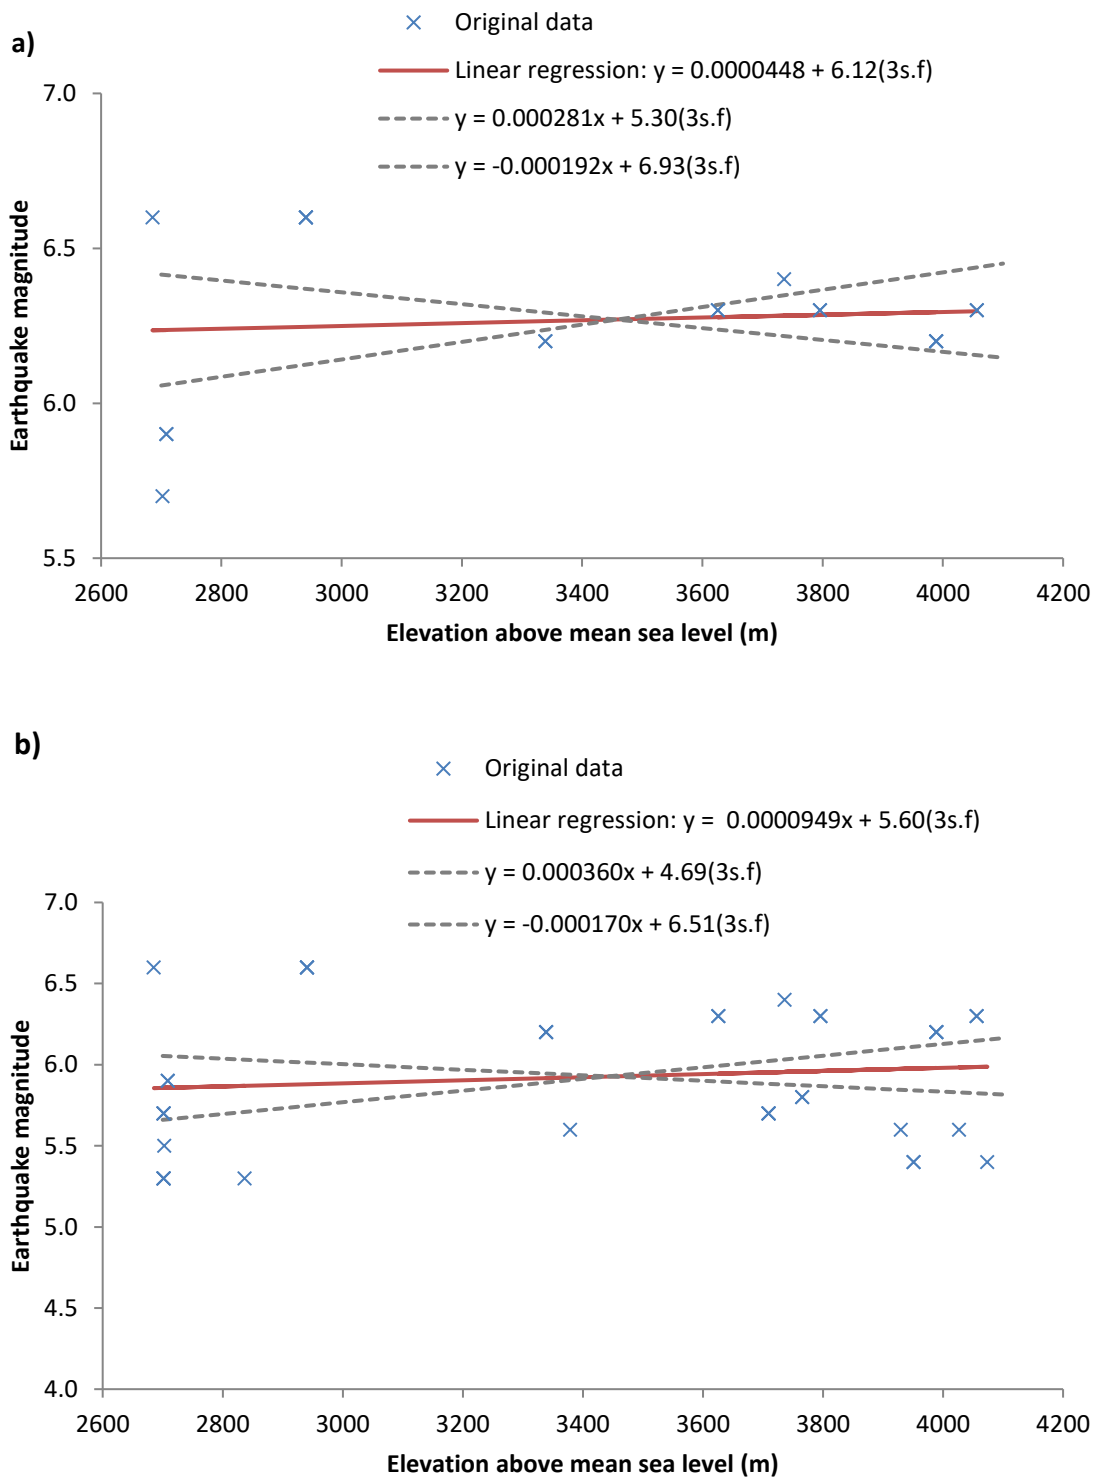 a)
Original data
Linear regression: y = 0.0000448 + 6.12(3s.f)
y = 0.000281x + 5.30(3s.f)
y = -0.000192x + 6.93(3s.f)
7.0
6.5
6.0
5.5
Earthquake magnitude
2600 2800 3000 3200 3400 3600 3800 4000 4200
Elevation above mean sea level (m)
b)
Original data
Linear regression: y = 0.0000949x + 5.60(3s.f)
y = 0.000360x + 4.69(3s.f)
y = -0.000170x + 6.51(3s.f)
7.0
6.5
6.0
5.5
5.0
4.5
4.0
Earthquake magnitude
2600 2800 3000 3200 3400 3600 3800 4000 4200
Elevation above mean sea level (m)